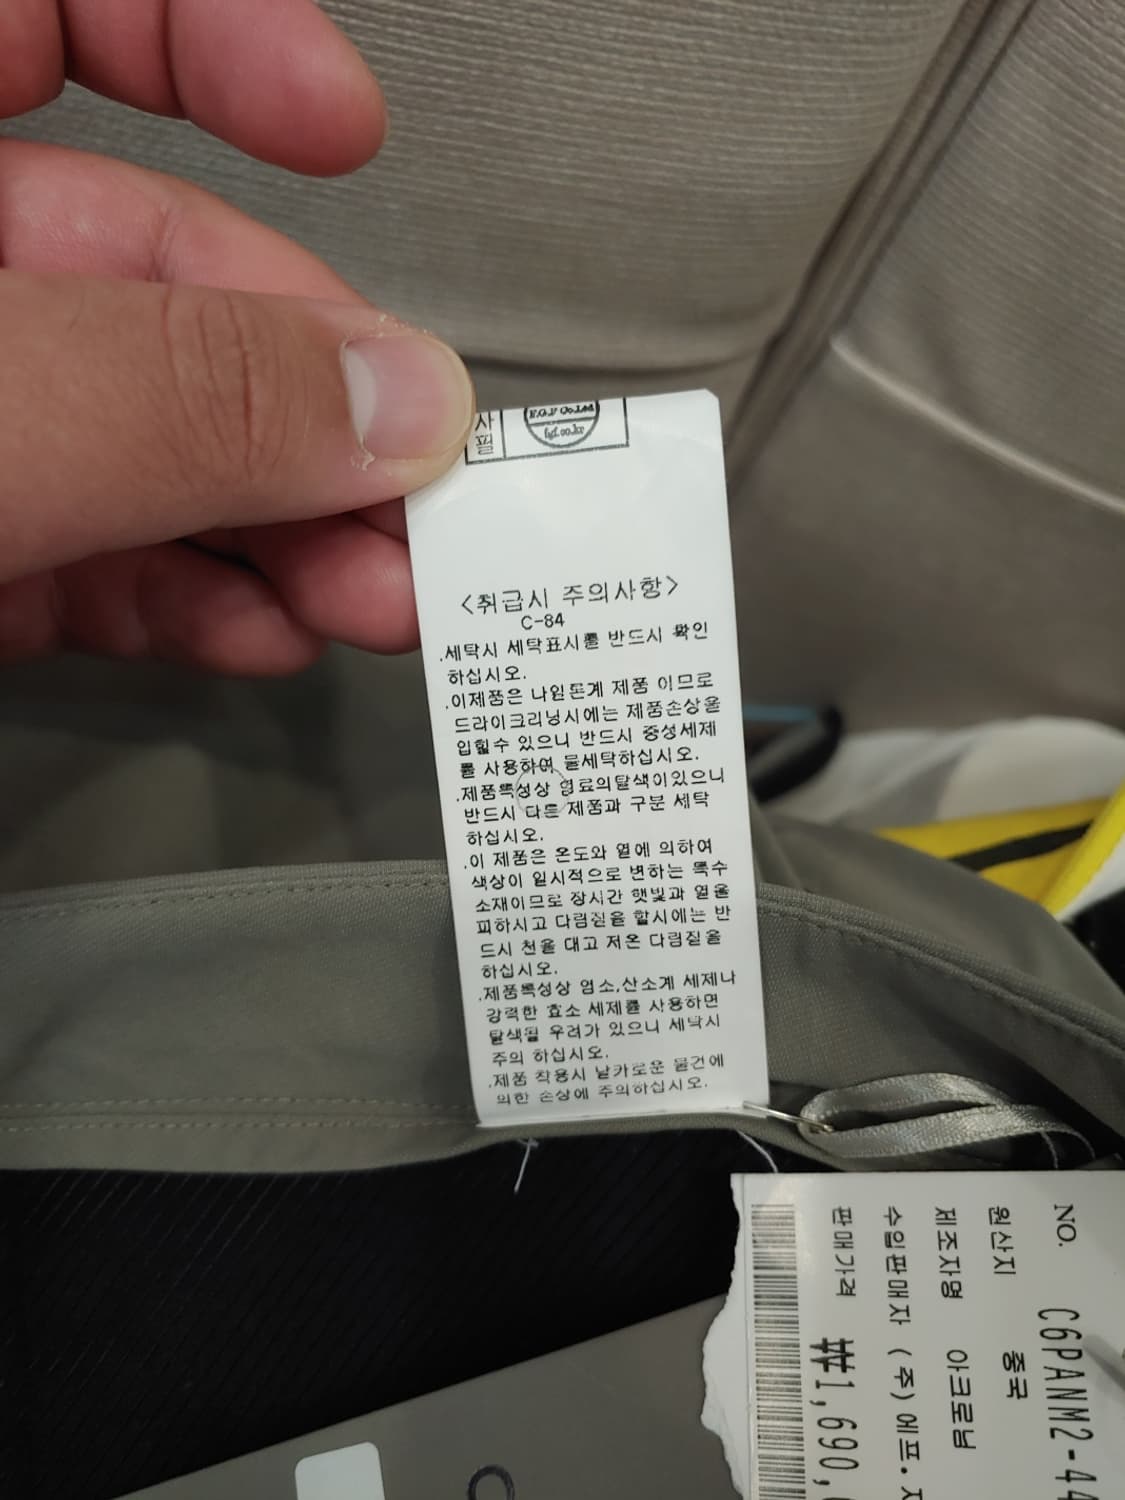 사
필
<취급시 주의사항>
C-84
.세탁시 세탁표시를 반드시 확인
하십시오.
.이제품은 나일론계 제품 이므로
드라이크리닝시에는 제품손상을
입힐수 있으니 반드시 중성세제
를 사용하여 물세탁하십시오.
.제품특성상 염료의탈색이있으니
반드시 다른 제품과 구분 세탁
하십시오.
.이 제품은 온도와 열에 의하여
색상이 일시적으로 변하는 특수
소재이므로 장시간 햇빛과 열을
피하시고 다림질을 할시에는 반
드시 천을 대고 저온 다림질을
하십시오.
.제품특성상 염소,산소계 세제나
강력한 효소 세제를 사용하면
탈색될 우려가 있으니 세탁시
주의 하십시오.
.제품 착용시 날카로운 물건에
의한 손상에 주의하십시오.
NO. C6PANM2-44
원산지 중국
제조자명 아크로님
수입판매자 (주)에프.
판매가격 ₩1,690,